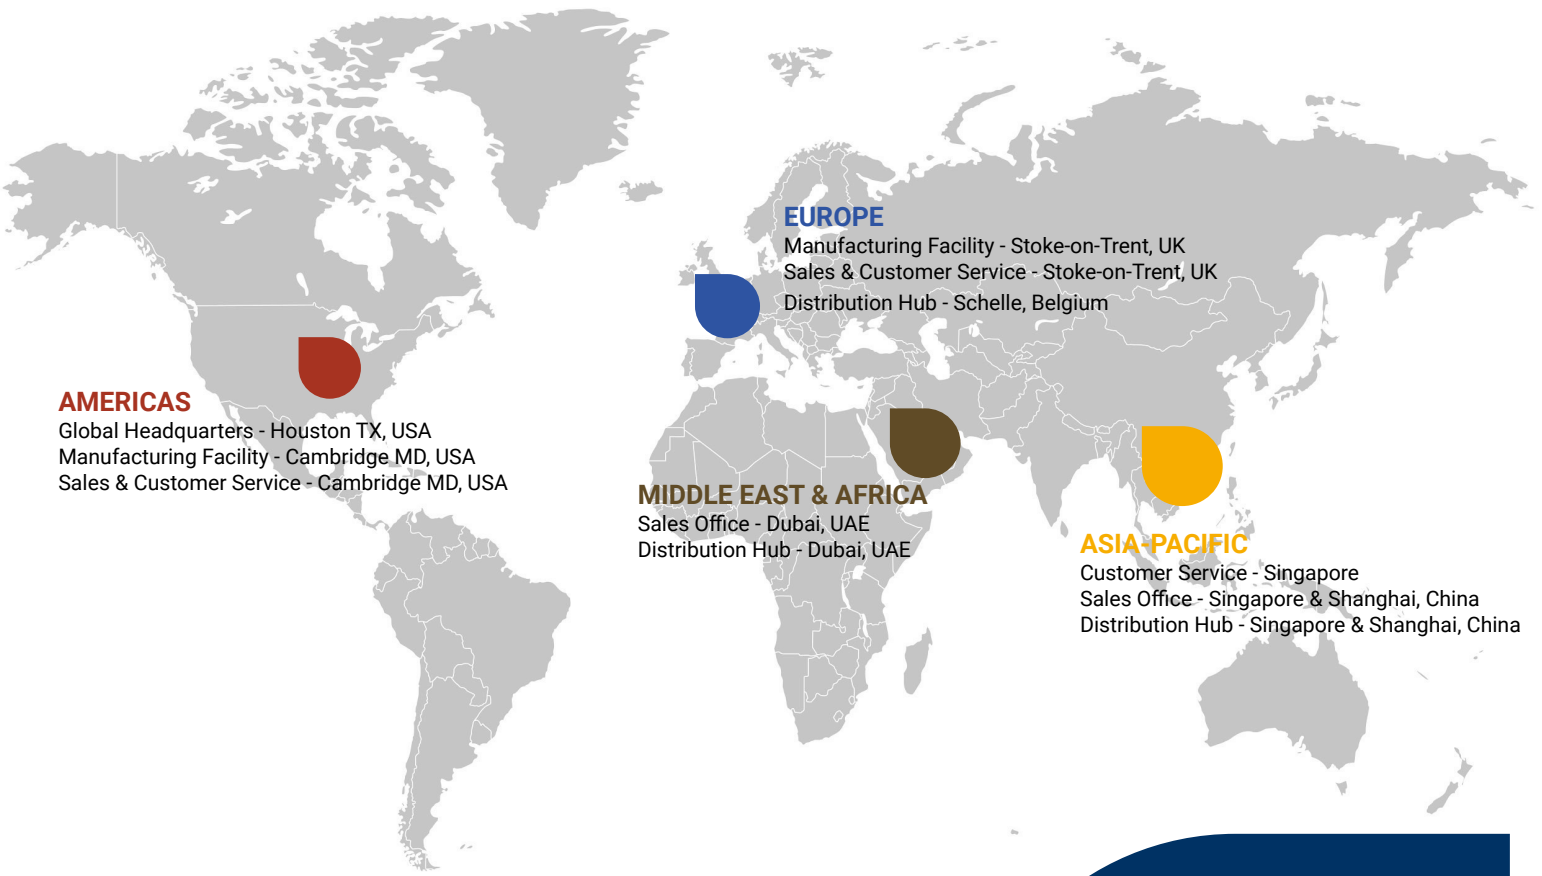 EUROPE
Manufacturing Facility - Stoke-on-Trent, UK
Sales & Customer Service - Stoke-on-Trent, UK
Distribution Hub - Schelle, Belgium
AMERICAS
Global Headquarters - Houston TX, USA
Manufacturing Facility - Cambridge MD, USA
Sales & Customer Service - Cambridge MD, USA
MIDDLE EAST & AFRICA
Sales Office - Dubai, UAE
Distribution Hub - Dubai, UAE
ASIA-PACIFIC
Customer Service - Singapore
Sales Office - Singapore & Shanghai, China
Distribution Hub - Singapore & Shanghai, China